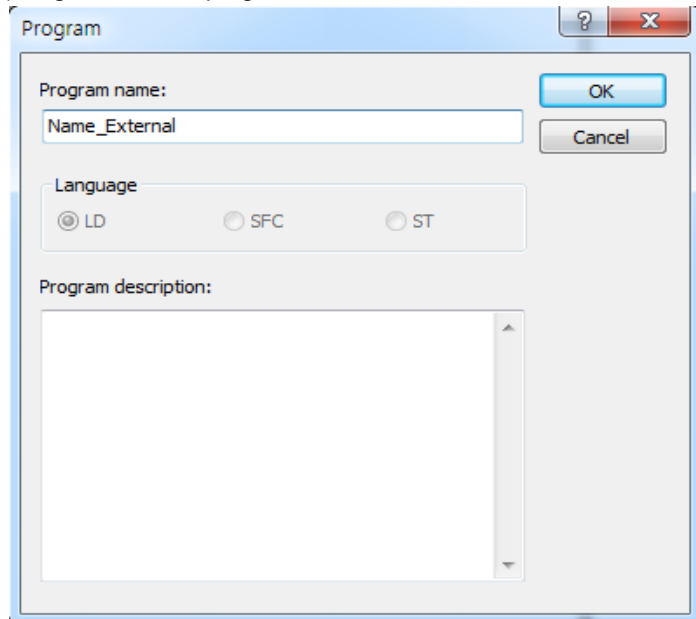 Program
Program name:
OK
Name_External
Cancel
Language
LD SFC ST
Program description: